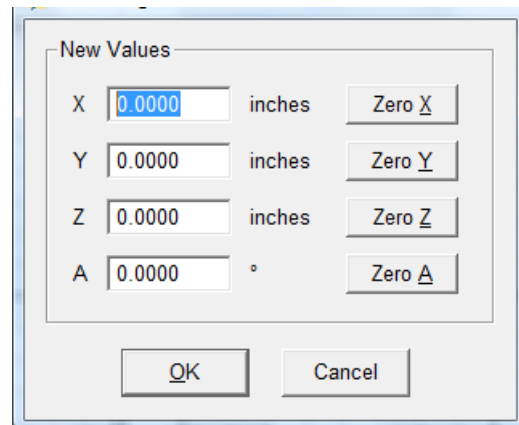 New Values
X 0.0000 inches Zero X
Y 0.0000 inches Zero Y
Z 0.0000 inches Zero Z
A 0.0000 ° Zero A
OK Cancel